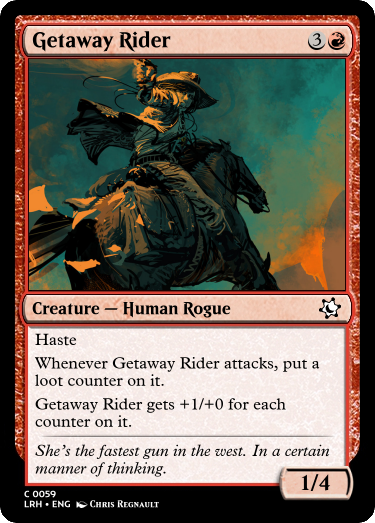 Getaway Rider 3
Creature — Human Rogue
Haste
Whenever Getaway Rider attacks, put a
loot counter on it.
Getaway Rider gets +1/+0 for each
counter on it.
She's the fastest gun in the west. In a certain
manner of thinking.
1/4
C 0059
LRH • ENG Chris Regnault